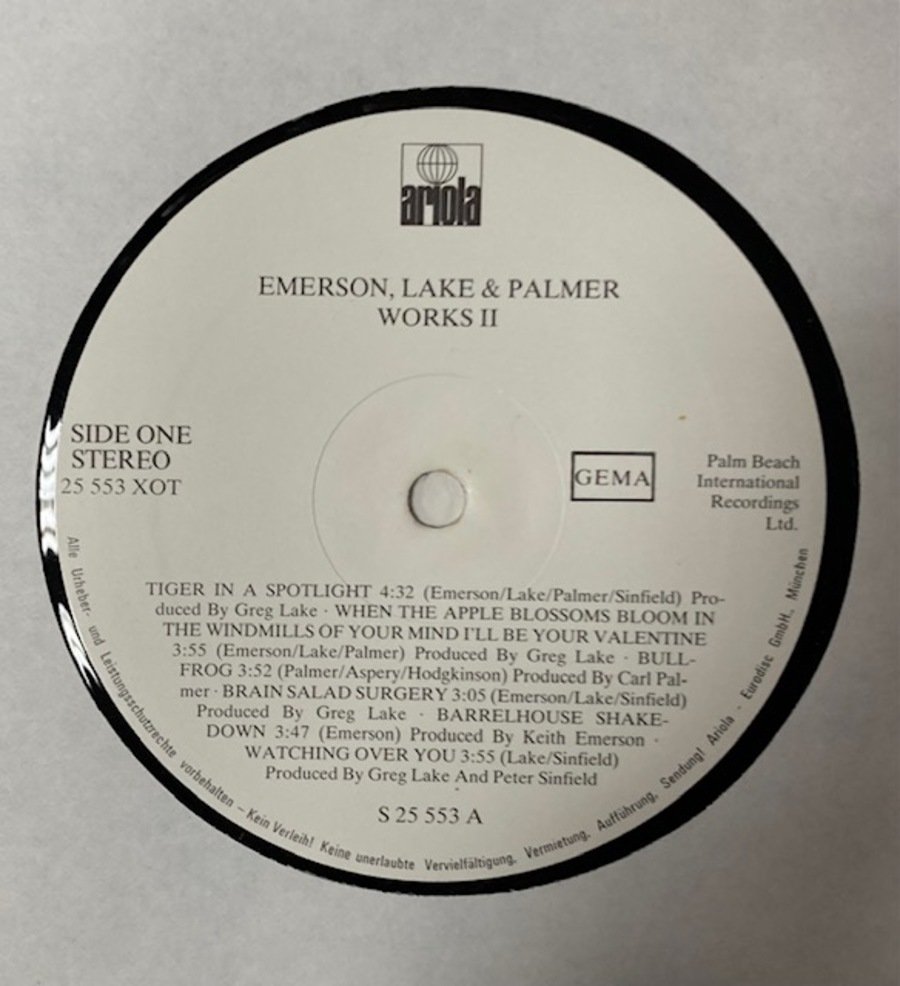 ariola
EMERSON, LAKE & PALMER
WORKS II
SIDE ONE
STEREO
25 553 XOT
GEMA
Palm Beach
International
Recordings
Ltd.
TIGER IN A SPOTLIGHT 4:32 (Emerson/Lake/Palmer/Sinfield) Pro-
duced By Greg Lake · WHEN THE APPLE BLOSSOMS BLOOM IN
THE WINDMILLS OF YOUR MIND I'LL BE YOUR VALENTINE
3:55 (Emerson/Lake/Palmer) Produced By Greg Lake · BULL-
FROG 3:52 (Palmer/Aspery/Hodgkinson) Produced By Carl Pal-
mer · BRAIN SALAD SURGERY 3:05 (Emerson/Lake/Sinfield)
Produced By Greg Lake · BARRELHOUSE SHAKE-
DOWN 3:47 (Emerson) Produced By Keith Emerson ·
WATCHING OVER YOU 3:55 (Lake/Sinfield)
Produced By Greg Lake And Peter Sinfield
S 25 553 A
Alle Urheber- und Leistungsschutzrechte vorbehalten – Kein Verleih! Keine unerlaubte Vervielfältigung, Vermietung, Aufführung, Sendung! Ariola - Eurodisc GmbH., München